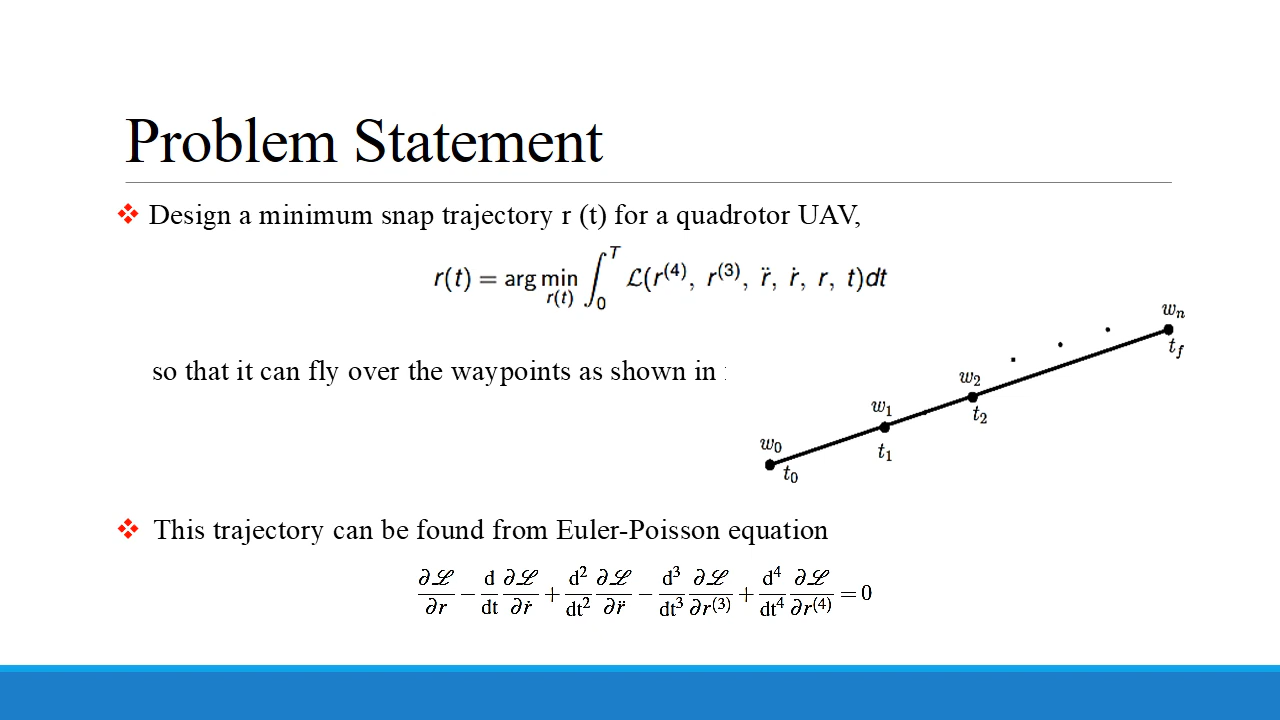 Problem Statement
❖ Design a minimum snap trajectory r (t) for a quadrotor UAV,
r(t) = arg min_{r(t)} ∫_0^T ℒ(r^{(4)}, r^{(3)}, r̈, ṙ, r, t)dt
so that it can fly over the waypoints as shown in
w_n
t_f
w_2
t_2
w_1
t_1
w_0
t_0
❖ This trajectory can be found from Euler-Poisson equation
∂ℒ/∂r − d/dt ∂ℒ/∂ṙ + d²/dt² ∂ℒ/∂r̈ − d³/dt³ ∂ℒ/∂r^{(3)} + d⁴/dt⁴ ∂ℒ/∂r^{(4)} = 0